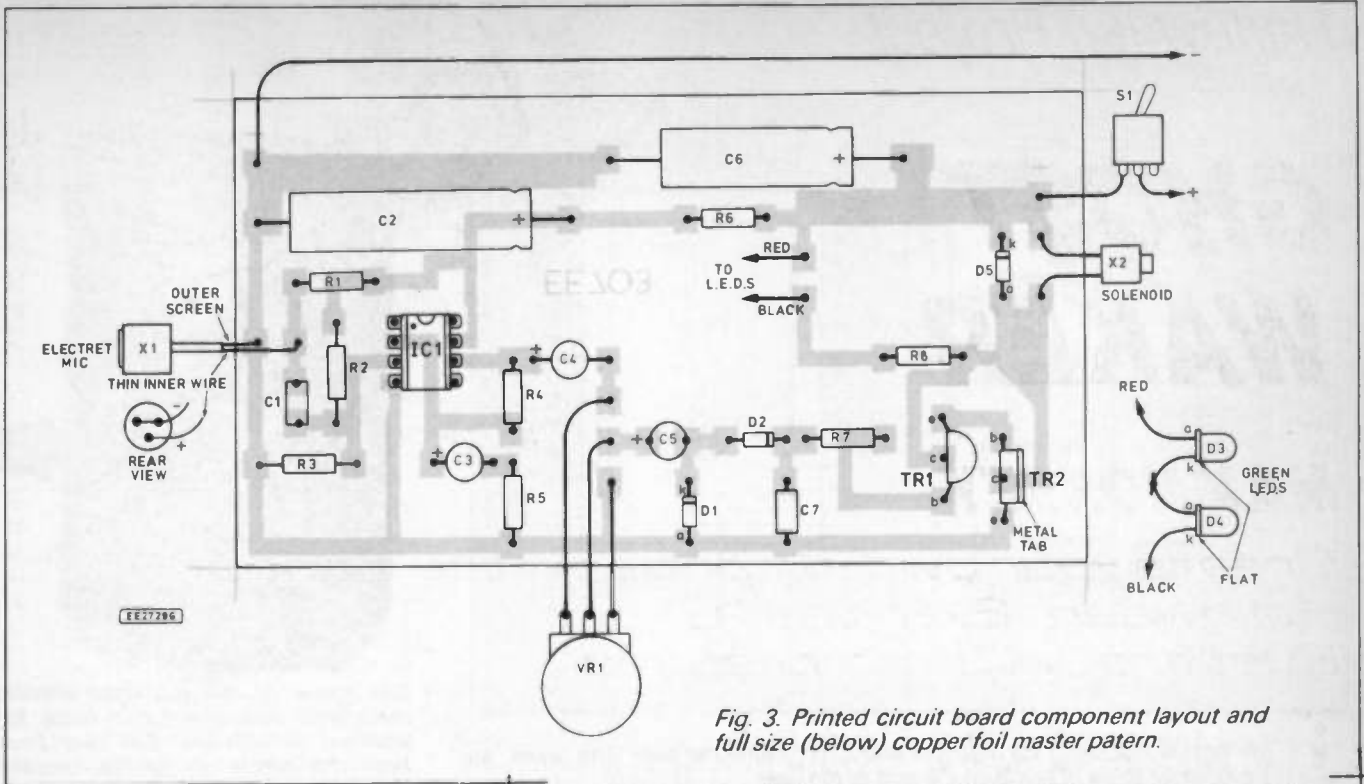 -
S1
C6
+
+
C2
+
R6
RED
TO
L.E.D.S
BLACK
k
D5
a
X2
SOLENOID
EE703
R1
OUTER
SCREEN
ELECTRET
MIC
X1
THIN INNER WIRE
IC1
R2
C1
+
C4
R4
R8
-
+
REAR
VIEW
R3
+
C3
R5
+
C5
D2
R7
k
D1
a
C7
e
c
b
TR1
b
c
e
TR2
METAL
TAB
RED
a
D3
k
GREEN
L.E.D.S
a
D4
k
FLAT
BLACK
EE2729G
VR1
Fig. 3. Printed circuit board component layout and
full size (below) copper foil master patern.